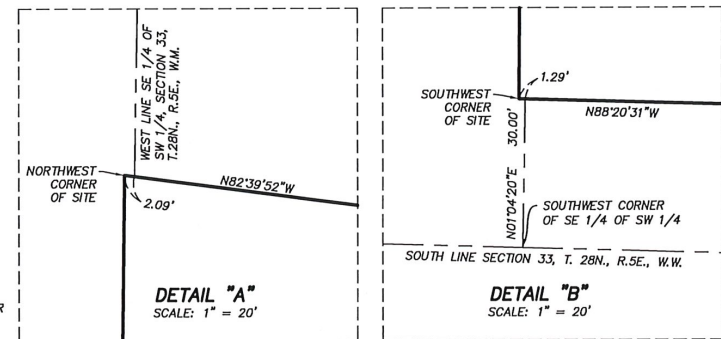 WEST LINE SE 1/4 OF
SW 1/4, SECTION 33,
T.28N., R.5E., W.M.
NORTHWEST
CORNER
OF SITE
N82°39'52"W
2.09'
DETAIL "A"
SCALE: 1" = 20'
R
1.29'
SOUTHWEST
CORNER
OF SITE
N88°20'31"W
30.00'
N01°04'20"E
SOUTHWEST CORNER
OF SE 1/4 OF SW 1/4
SOUTH LINE SECTION 33, T. 28N., R.5E., W.W.
DETAIL "B"
SCALE: 1" = 20'